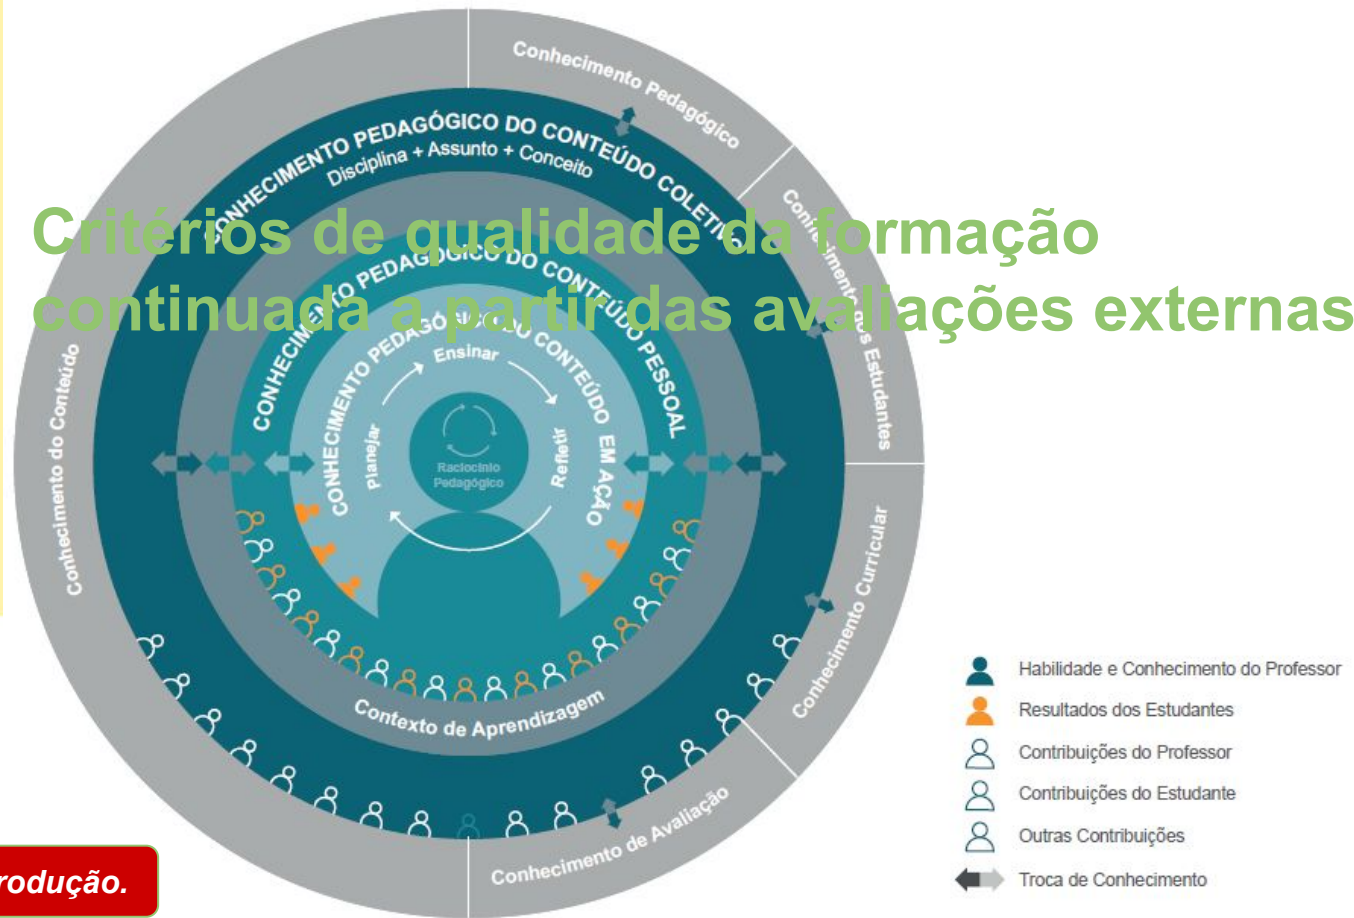 Conhecimento Pedagógico
CONHECIMENTO PEDAGÓGICO DO CONTEÚDO COLETIVO
Disciplina + Assunto + Conceito
Critérios de qualidade da formação
continuada a partir das avaliações externas
Conhecimento dos Estudantes
CONHECIMENTO PEDAGÓGICO DO CONTEÚDO PESSOAL
CONHECIMENTO PEDAGÓGICO DO CONTEÚDO EM AÇÃO
Ensinar
Planejar
Refletir
Raciocínio
Pedagógico
Conhecimento do Conteúdo
Conhecimento Curricular
Contexto de Aprendizagem
Conhecimento de Avaliação
Habilidade e Conhecimento do Professor
Resultados dos Estudantes
Contribuições do Professor
Contribuições do Estudante
Outras Contribuições
Troca de Conhecimento
rodução.